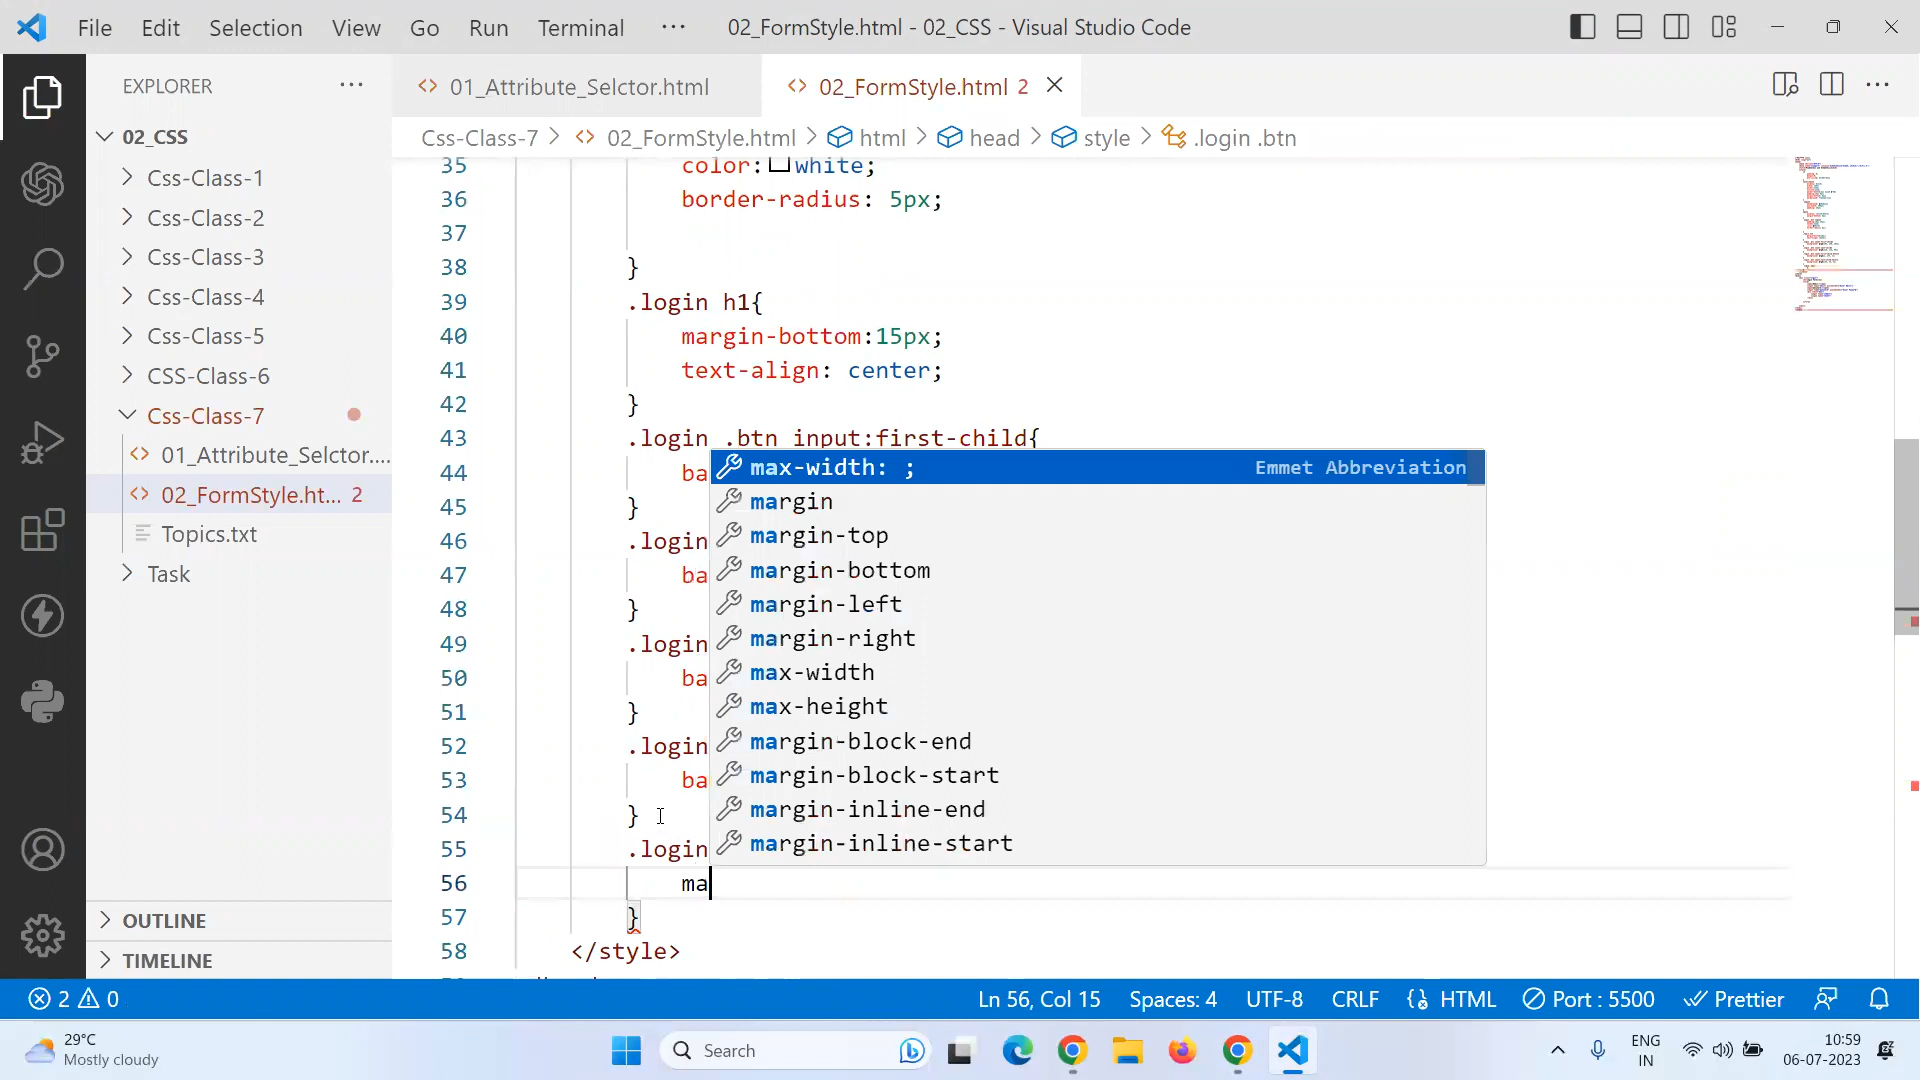 File Edit Selection View Go Run Terminal ··· 02_FormStyle.html - 02_CSS - Visual Studio Code
EXPLORER ···
01_Attribute_Selctor.html
02_FormStyle.html 2
02_CSS
Css-Class-7 > 02_FormStyle.html > html > head > style > .login .btn
Css-Class-1
Css-Class-2
Css-Class-3
Css-Class-4
Css-Class-5
CSS-Class-6
Css-Class-7
01_Attribute_Selctor....
02_FormStyle.ht... 2
Topics.txt
Task
OUTLINE
TIMELINE
35 color: white;
36 border-radius: 5px;
37
38 }
39 .login h1{
40 margin-bottom:15px;
41 text-align: center;
42 }
43 .login .btn input:first-child{
44 ba
45 }
46 .login
47 ba
48 }
49 .login
50 ba
51 }
52 .login
53 ba
54 }
55 .login
56 ma
57 }
58 </style>
max-width: ; Emmet Abbreviation
margin
margin-top
margin-bottom
margin-left
margin-right
max-width
max-height
margin-block-end
margin-block-start
margin-inline-end
margin-inline-start
2 0 Ln 56, Col 15 Spaces: 4 UTF-8 CRLF HTML Port : 5500 Prettier
29°C
Mostly cloudy
Search
ENG
IN
10:59
06-07-2023